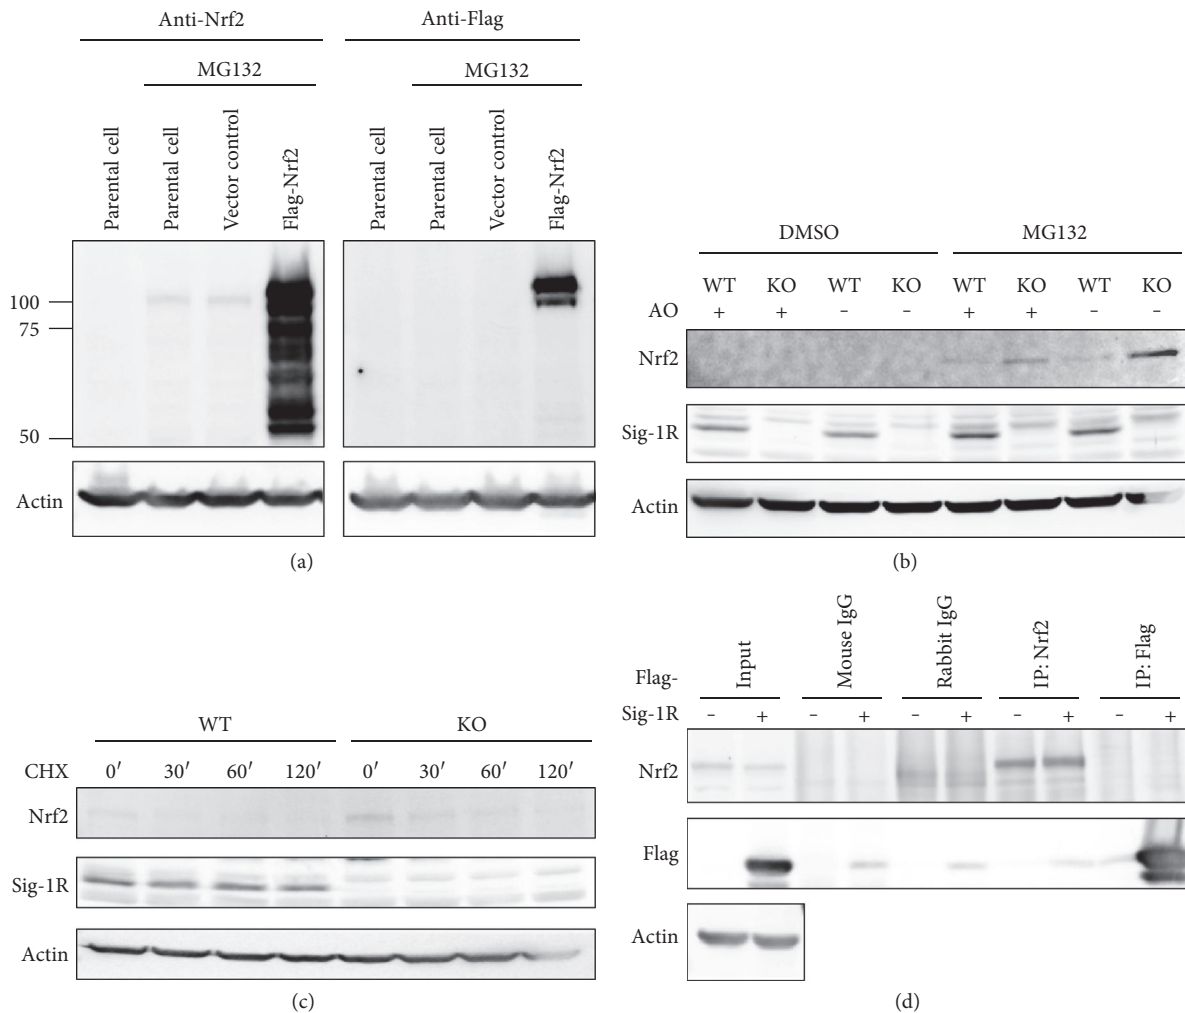 Anti-Nrf2 Anti-Flag
MG132 MG132
Parental cell
Parental cell
Vector control
Flag-Nrf2
Parental cell
Parental cell
Vector control
Flag-Nrf2
100
75
50
Actin
(a)
DMSO MG132
WT KO WT KO WT KO WT KO
AO + + - - + + - -
Nrf2
Sig-1R
Actin
(b)
WT KO
CHX 0′ 30′ 60′ 120′ 0′ 30′ 60′ 120′
Nrf2
Sig-1R
Actin
(c)
Input
Mouse IgG
Rabbit IgG
IP: Nrf2
IP: Flag
Flag-
Sig-1R - + - + - + - + - +
Nrf2
Flag
Actin
(d)